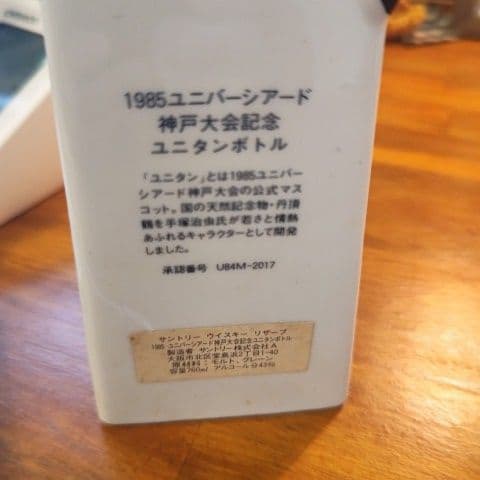 1985ユニバーシアード
神戸大会記念
ユニタンボトル
「ユニタン」とは1985ユニバー
シアード神戸大会の公式マス
コット。国の天然記念物・丹頂
鶴を手塚治虫氏が若さと情熱
あふれるキャラクターとして開発
しました。
承認番号 U84M-2017
サントリー ウイスキー リザーブ
1985 ユニバーシアード神戸大会記念ユニタンボトル
製造者 サントリー株式会社A
大阪市北区堂島浜2丁目1-40
原材料:モルト、グレーン
容量760ml アルコール分43%